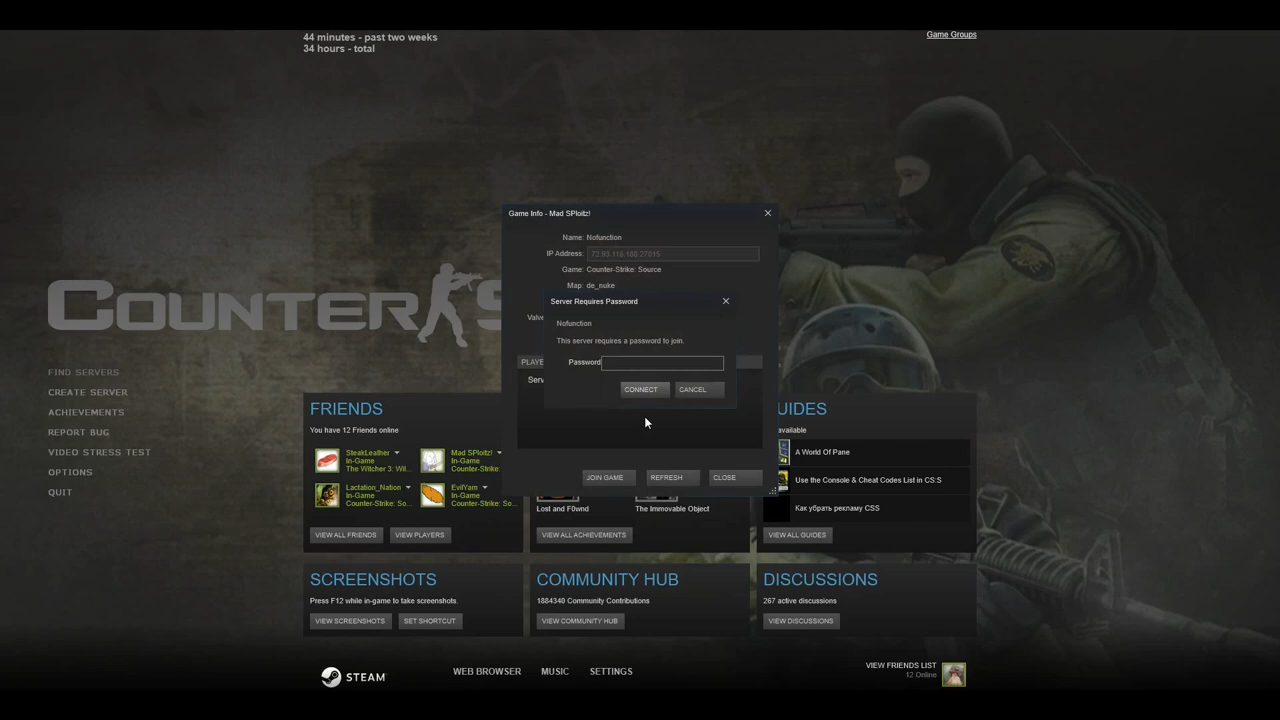 44 minutes - past two weeks
34 hours - total
Game Groups
COUNTER S
FIND SERVERS
CREATE SERVER
ACHIEVEMENTS
REPORT BUG
VIDEO STRESS TEST
OPTIONS
QUIT
Game Info - Mad SPloitz!
Name: Nofunction
IP Address:
Game: Counter-Strike: Source
Map: de_nuke
Valve
PLAYE
Serv
Server Requires Password
Nofunction
This server requires a password to join.
Password
CONNECT
CANCEL
JOIN GAME
REFRESH
CLOSE
FRIENDS
You have 12 Friends online
SteakLeather
In-Game
The Witcher 3: Wil...
Mad SPloitz!
In-Game
Counter-Strike:
Lactation_Nation
In-Game
Counter-Strike: So...
EvilYam
In-Game
Counter-Strike: So...
VIEW ALL FRIENDS
VIEW PLAYERS
Lost and F0wnd
The Immovable Object
VIEW ALL ACHIEVEMENTS
UIDES
available
A World Of Pane
Use the Console & Cheat Codes List in CS:S
Как убрать рекламу CSS
VIEW ALL GUIDES
SCREENSHOTS
Press F12 while in-game to take screenshots.
VIEW SCREENSHOTS
SET SHORTCUT
COMMUNITY HUB
1884340 Community Contributions
VIEW COMMUNITY HUB
DISCUSSIONS
267 active discussions
VIEW DISCUSSIONS
STEAM
WEB BROWSER
MUSIC
SETTINGS
VIEW FRIENDS LIST
12 Online